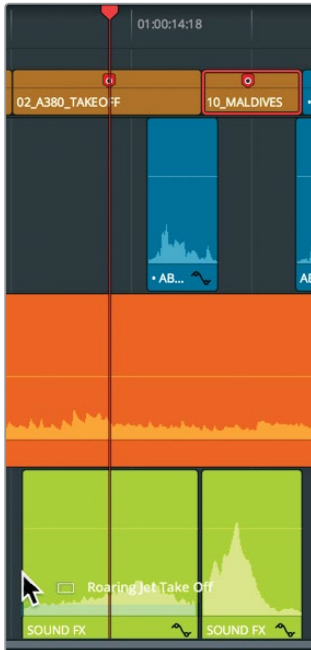 01:00:14:18
02_A380_TAKEOFF
10_MALDIVES
• AB...
AB
Roaring Jet Take Off
SOUND FX
SOUND FX